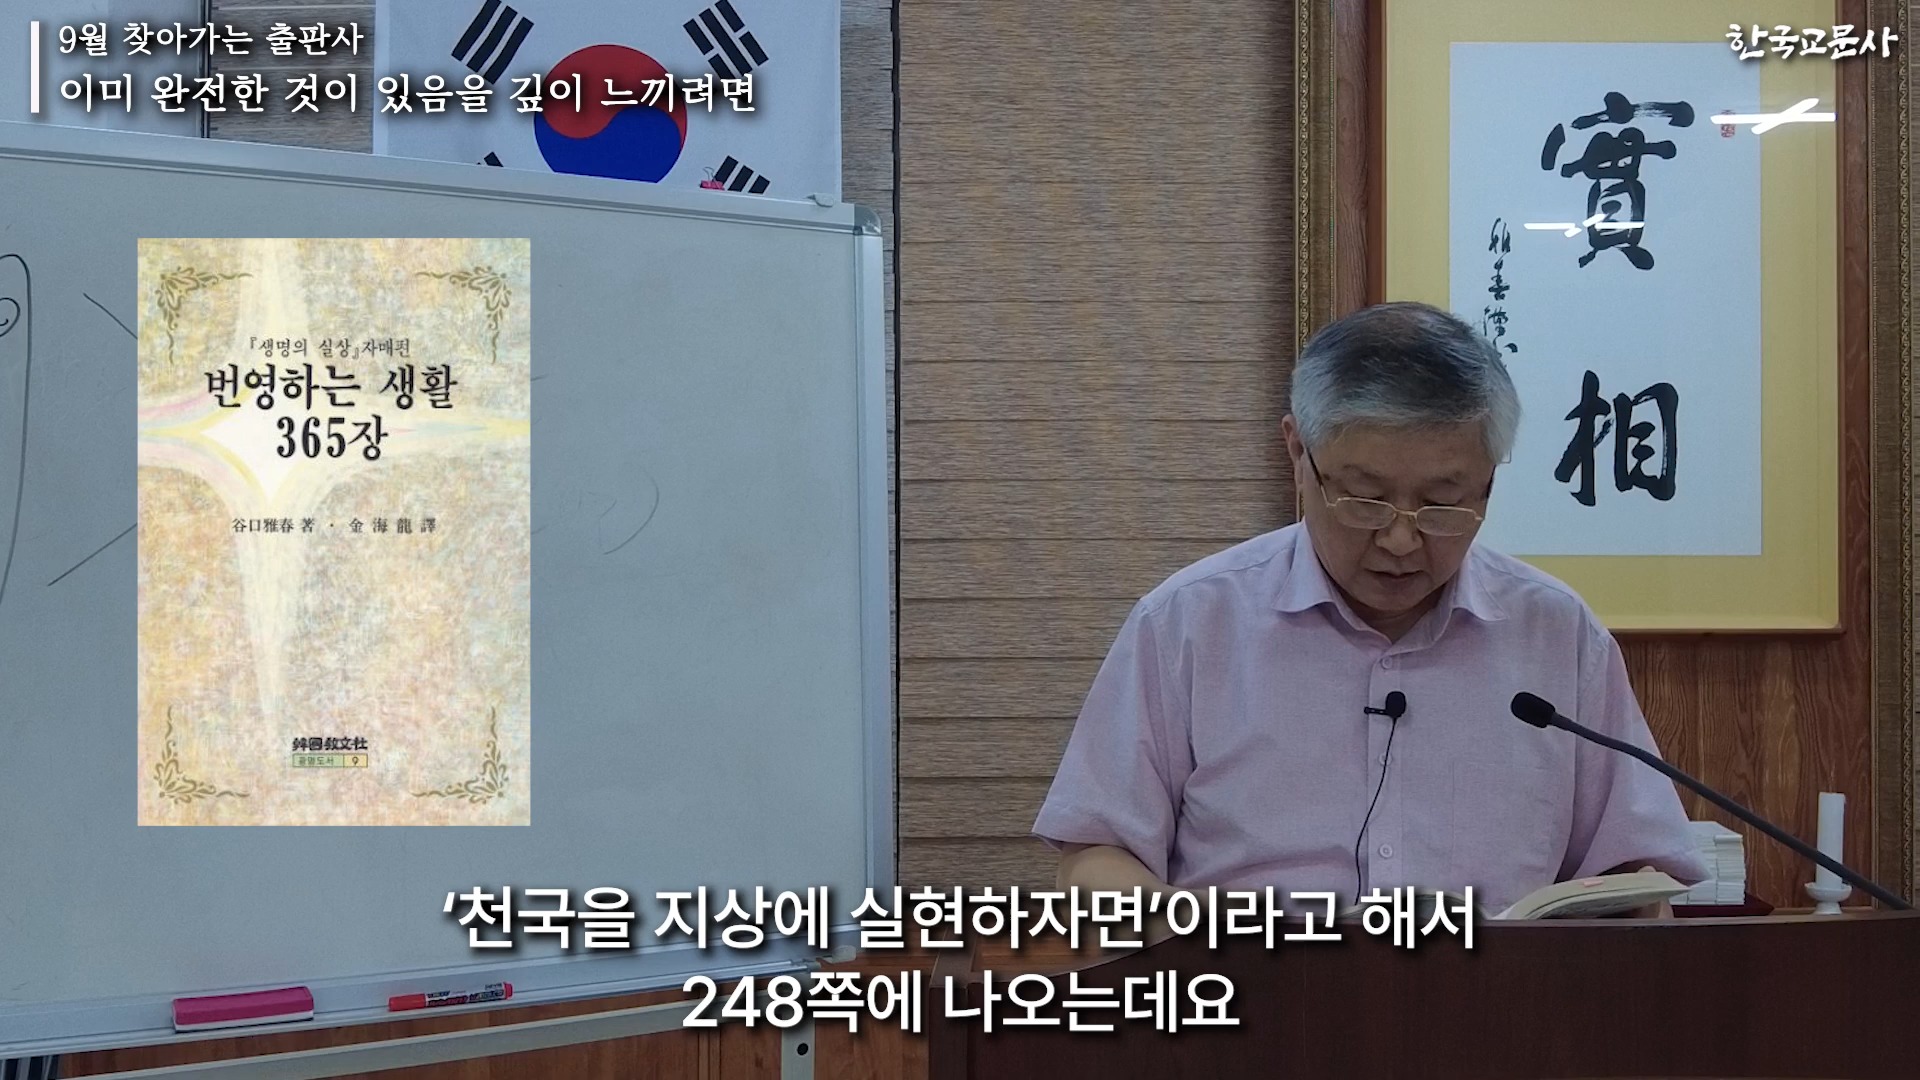 9월 찾아가는 출판사
이미 완전한 것이 있음을 깊이 느끼려면
한국교문사
『생명의 실상』자매편
번영하는 생활
365장
谷口雅春 著 · 金 海 龍 譯
韓國敎文社
광명도서 9
實
相
‘천국을 지상에 실현하자면’이라고 해서
248쪽에 나오는데요